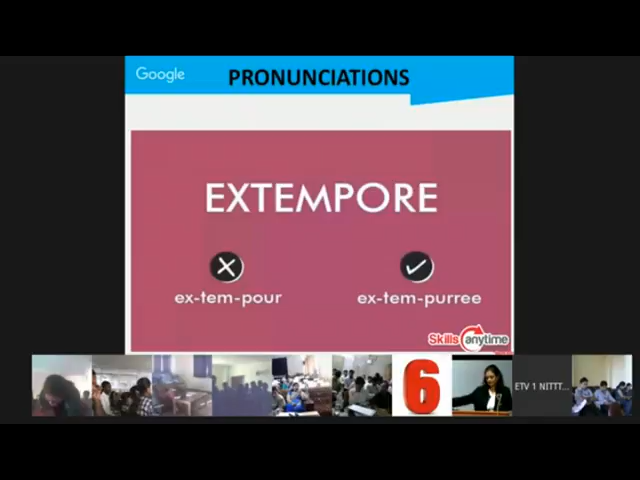 Google
PRONUNCIATIONS
EXTEMPORE
ex-tem-pour
ex-tem-purree
Skills anytime
6
ETV 1 NITTT...